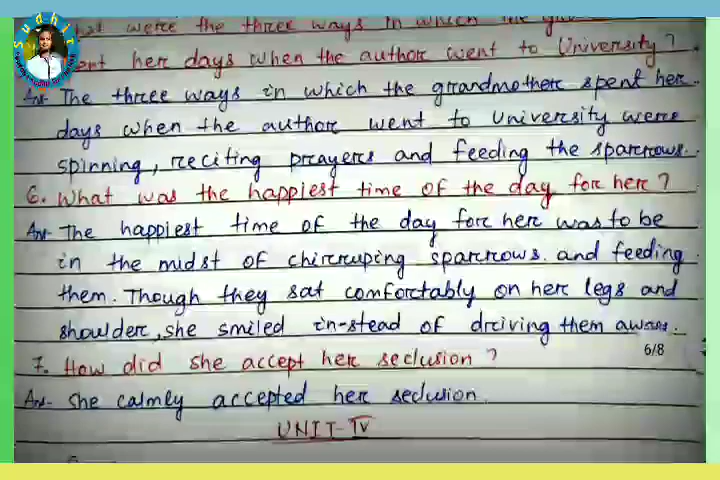 Sudhir
were the three ways in which the
spent her days when the author went to University?
Ans- The three ways in which the grandmother spent her
days when the author went to University were
spinning, reciting prayers and feeding the sparrows.
6. What was the happiest time of the day for her?
Ans- The happiest time of the day for her was to be
in the midst of chirruping sparrows. and feeding
them. Though they sat comfortably on her legs and
shoulder, she smiled in-stead of driving them away.
6/8
7. How did she accept her seclusion?
Ans- She calmly accepted her seclusion.
UNIT-IV